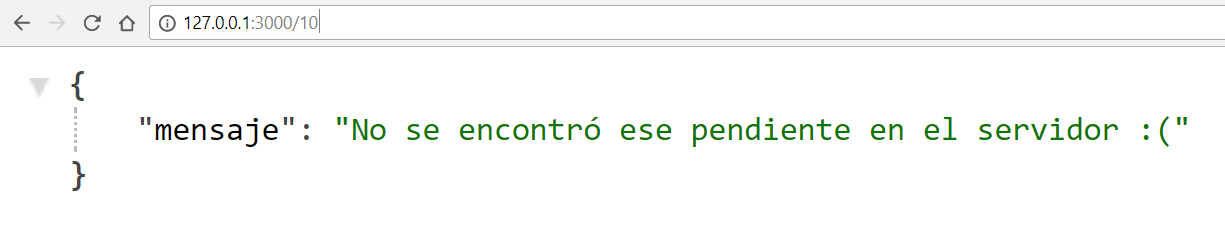 127.0.0.1:3000/10
{
"mensaje": "No se encontró ese pendiente en el servidor :("
}